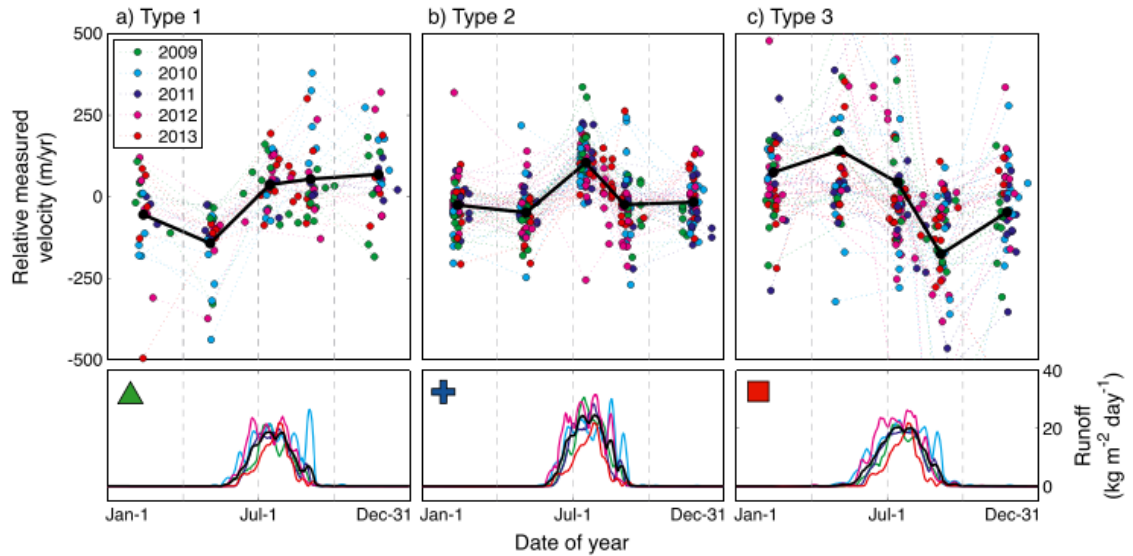 a) Type 1
b) Type 2
c) Type 3
500
250
0
-250
-500
Relative measured
velocity (m/yr)
2009
2010
2011
2012
2013
40
20
0
Runoff
(kg m-2 day-1)
Jan-1
Jul-1
Dec-31
Jan-1
Jul-1
Dec-31
Jan-1
Jul-1
Dec-31
Date of year